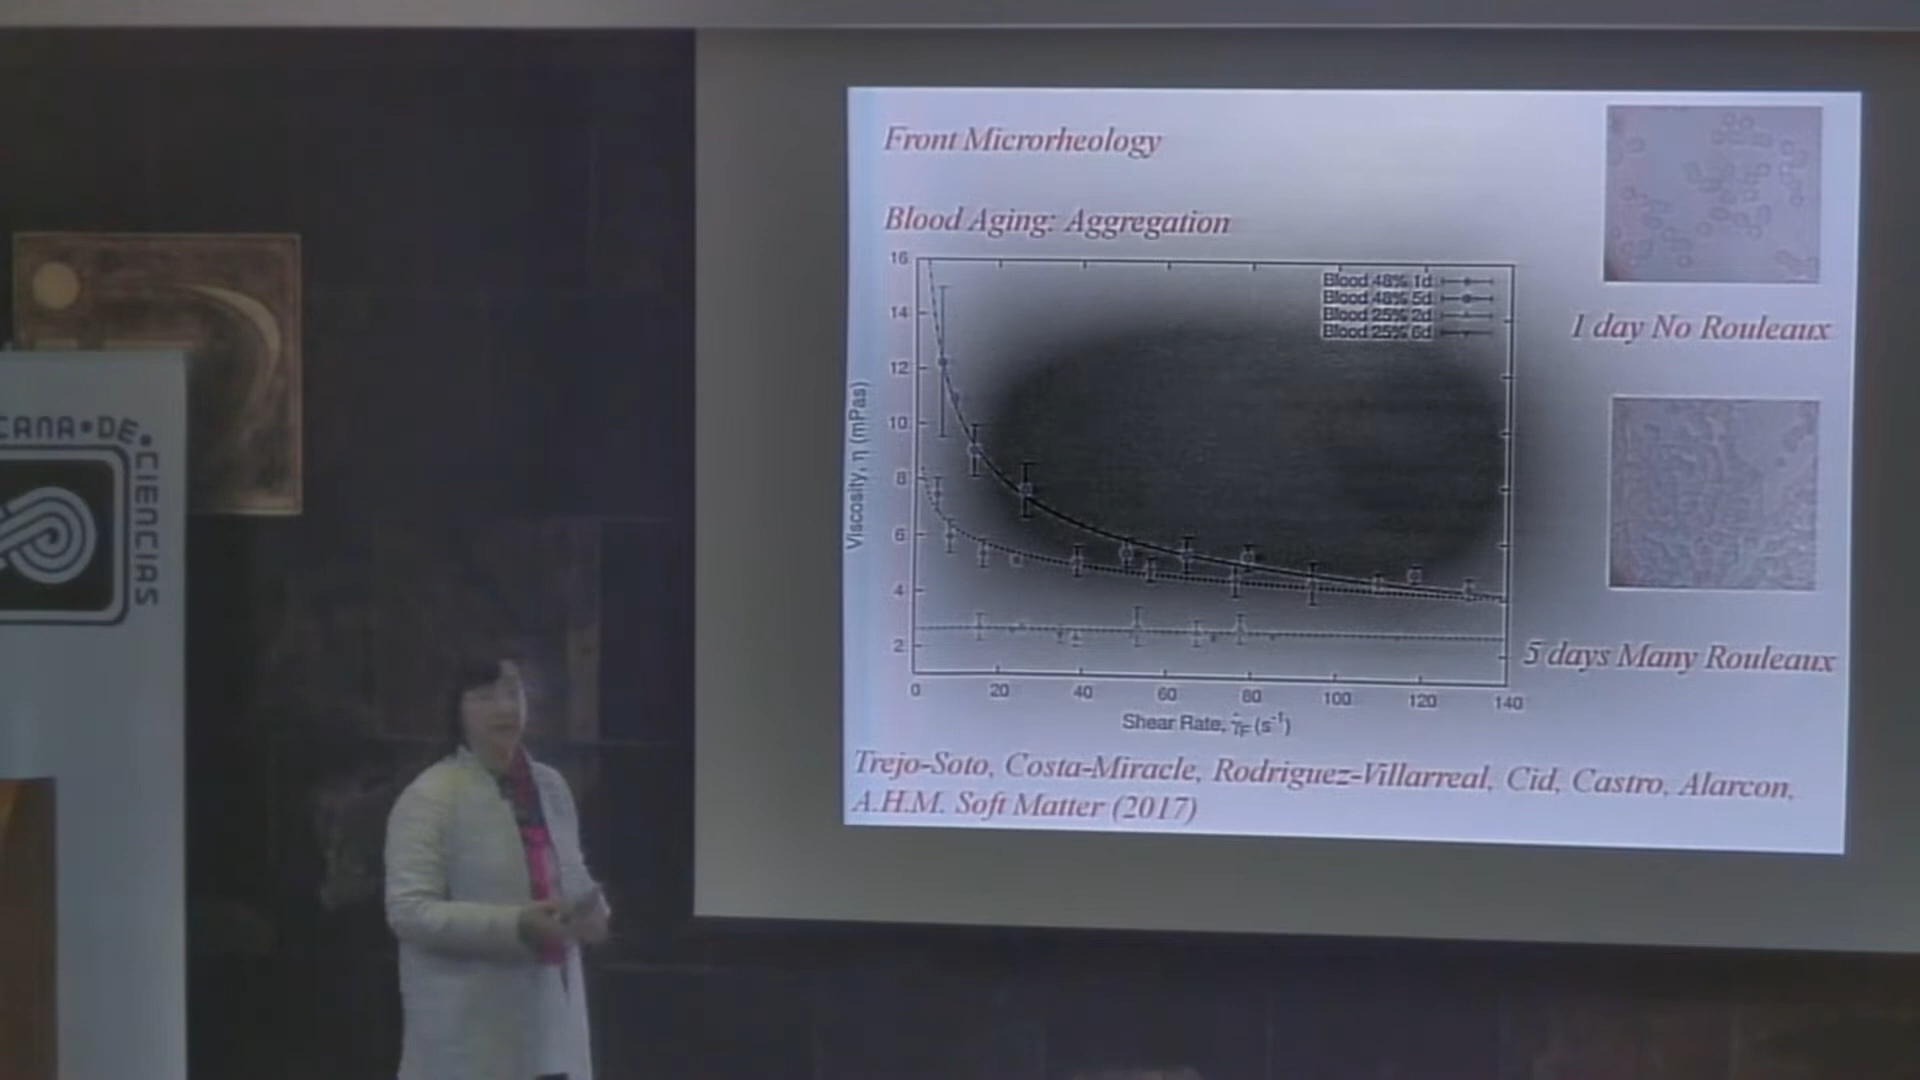 CANA•DE•CIENCIAS
Front Microrheology
Blood Aging: Aggregation
Blood 48% 1d
Blood 48% 5d
Blood 25% 2d
Blood 25% 6d
16
14
12
10
8
6
4
2
Viscosity, η (mPas)
0 20 40 60 80 100 120 140
Shear Rate, γ̇F (s⁻¹)
1 day No Rouleaux
5 days Many Rouleaux
Trejo-Soto, Costa-Miracle, Rodriguez-Villarreal, Cid, Castro, Alarcon,
A.H.M. Soft Matter (2017)